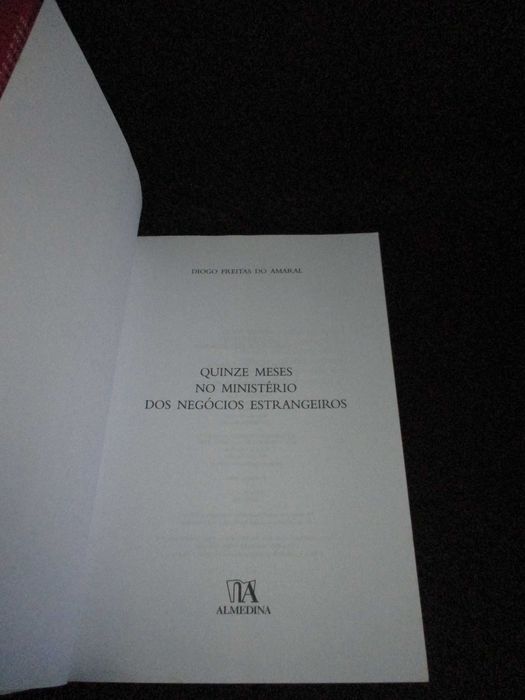 DIOGO FREITAS DO AMARAL
QUINZE MESES
NO MINISTÉRIO
DOS NEGÓCIOS ESTRANGEIROS
ALMEDINA